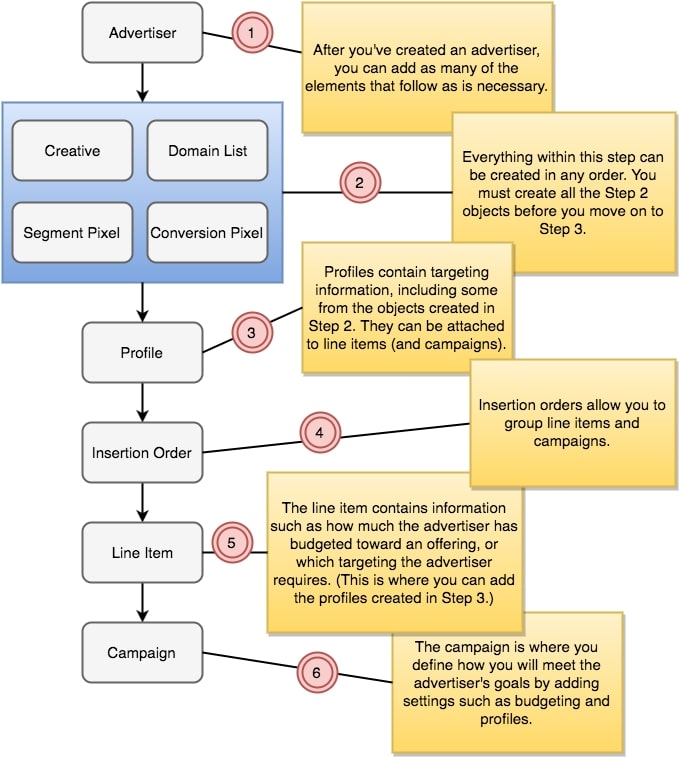 Advertiser
1
After you've created an advertiser,
you can add as many of the
elements that follow as is necessary.
Creative
Domain List
Segment Pixel
Conversion Pixel
2
Everything within this step can
be created in any order. You
must create all the Step 2
objects before you move on to
Step 3.
Profile
3
Profiles contain targeting
information, including some
from the objects created in
Step 2. They can be attached
to line items (and campaigns).
Insertion Order
4
Insertion orders allow you to
group line items and
campaigns.
Line Item
5
The line item contains information
such as how much the advertiser has
budgeted toward an offering, or
which targeting the advertiser
requires. (This is where you can add
the profiles created in Step 3.)
Campaign
6
The campaign is where you
define how you will meet the
advertiser's goals by adding
settings such as budgeting and
profiles.